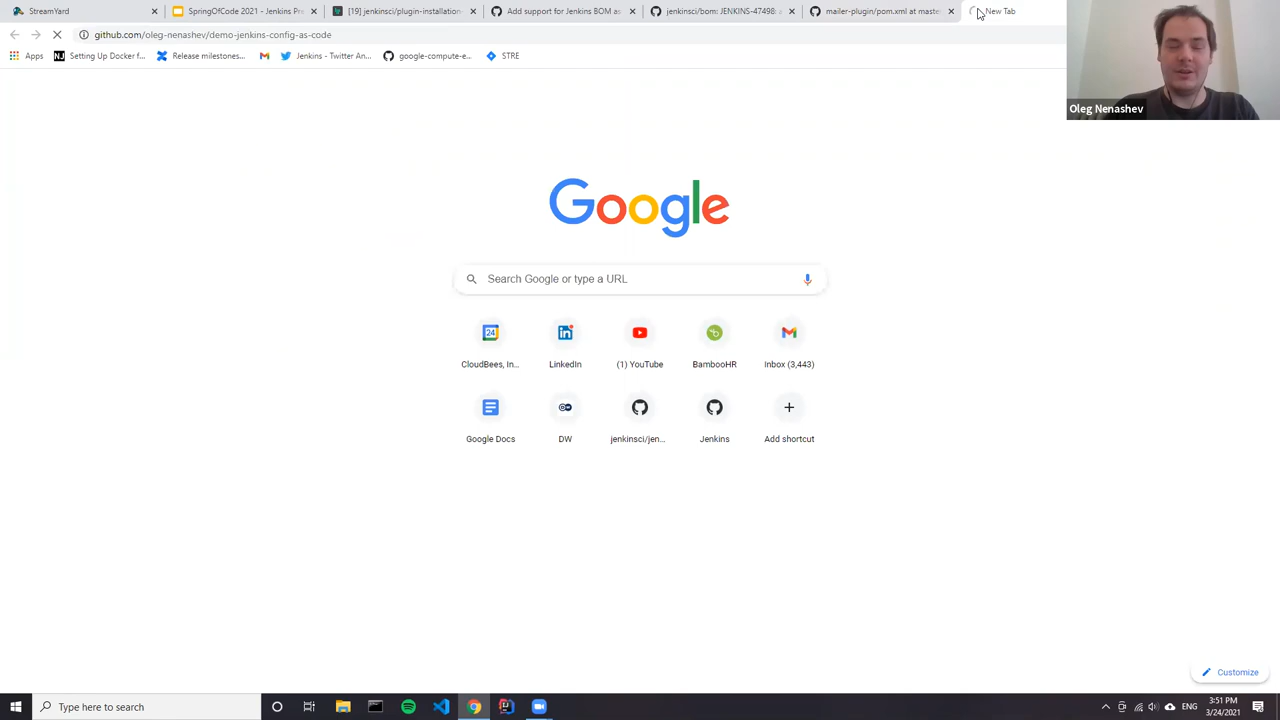 StreamYard
SpringOfCode 2021 - Jenkins Pr
[19] jenkinsci/plugin-installation
Add support for Jenkins BOM as
jenkinsci/bom: JENKINS-47498: a
mailer-plugin/pom.xml at master
New Tab
github.com/oleg-nenashev/demo-jenkins-config-as-code
Apps
Setting Up Docker f...
Release milestones...
Jenkins - Twitter An...
google-compute-e...
STRE
Oleg Nenashev
Google
Search Google or type a URL
24
CloudBees, In...
LinkedIn
(1) YouTube
BambooHR
Inbox (3,443)
Google Docs
DW
jenkinsci/jen...
Jenkins
Add shortcut
Customize
Type here to search
ENG
3:51 PM
3/24/2021